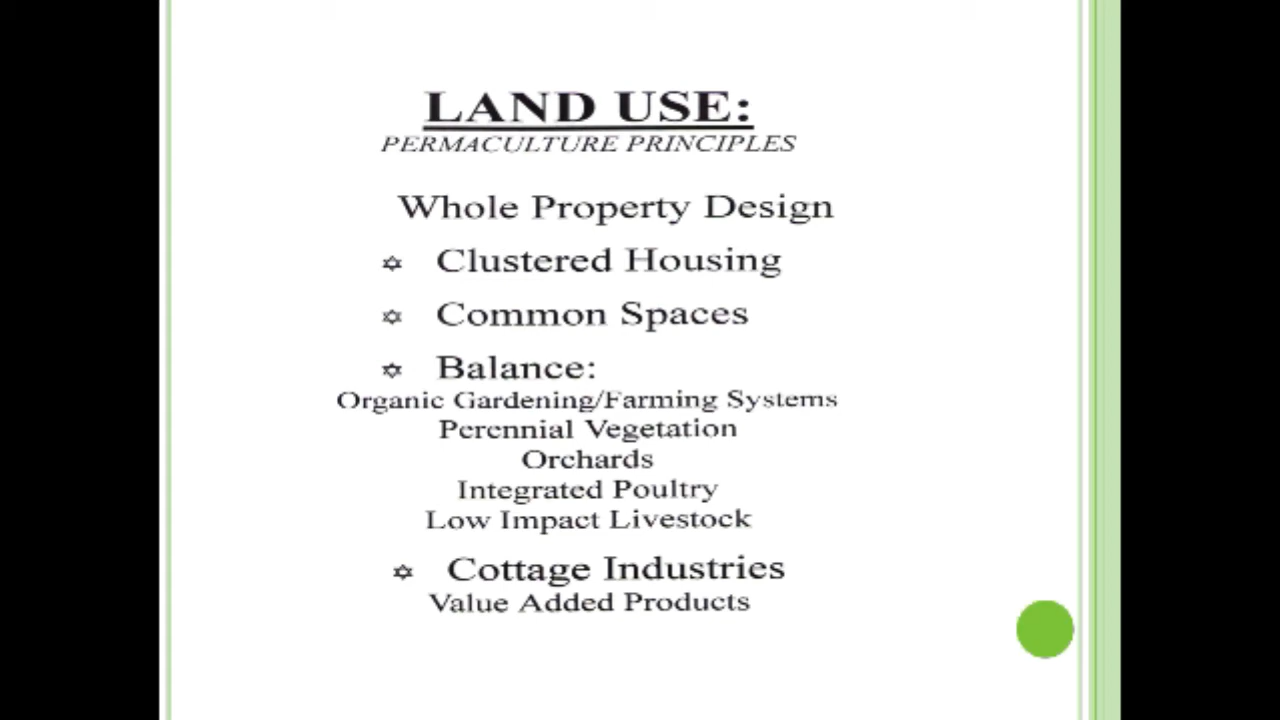 LAND USE:
PERMACULTURE PRINCIPLES
Whole Property Design
✡ Clustered Housing
✡ Common Spaces
✡ Balance:
Organic Gardening/Farming Systems
Perennial Vegetation
Orchards
Integrated Poultry
Low Impact Livestock
✡ Cottage Industries
Value Added Products